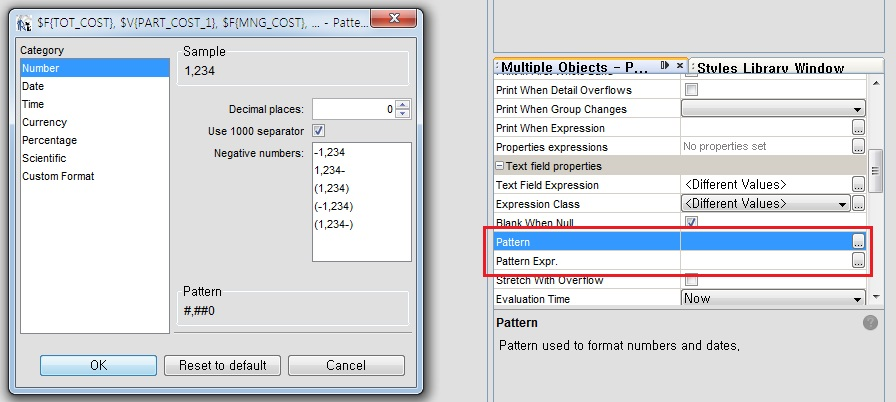 $F{TOT_COST}, $V{PART_COST_1}, $F{MNG_COST}, ... - Patte...
Category
Number
Date
Time
Currency
Percentage
Scientific
Custom Format
Sample
1,234
Decimal places: 0
Use 1000 separator
Negative numbers:
-1,234
1,234-
(1,234)
(-1,234)
(1,234-)
Pattern
#,##0
OK
Reset to default
Cancel
Multiple Objects - P...
Styles Library Window
Print When Detail Overflows
Print When Group Changes
Print When Expression ...
Properties expressions No properties set ...
Text field properties
Text Field Expression <Different Values> ...
Expression Class <Different Values> ...
Blank When Null
Pattern ...
Pattern Expr. ...
Stretch With Overflow
Evaluation Time Now
Pattern ?
Pattern used to format numbers and dates,